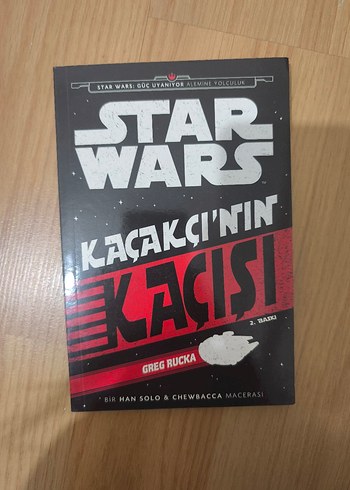 STAR WARS: GÜÇ UYANIYOR ALEMİNE YOLCULUK
STAR
WARS
KAÇAKÇI'NIN
KAÇIŞI
2. BASKI
GREG RUCKA
BIR HAN SOLO & CHEWBACCA MACERASI